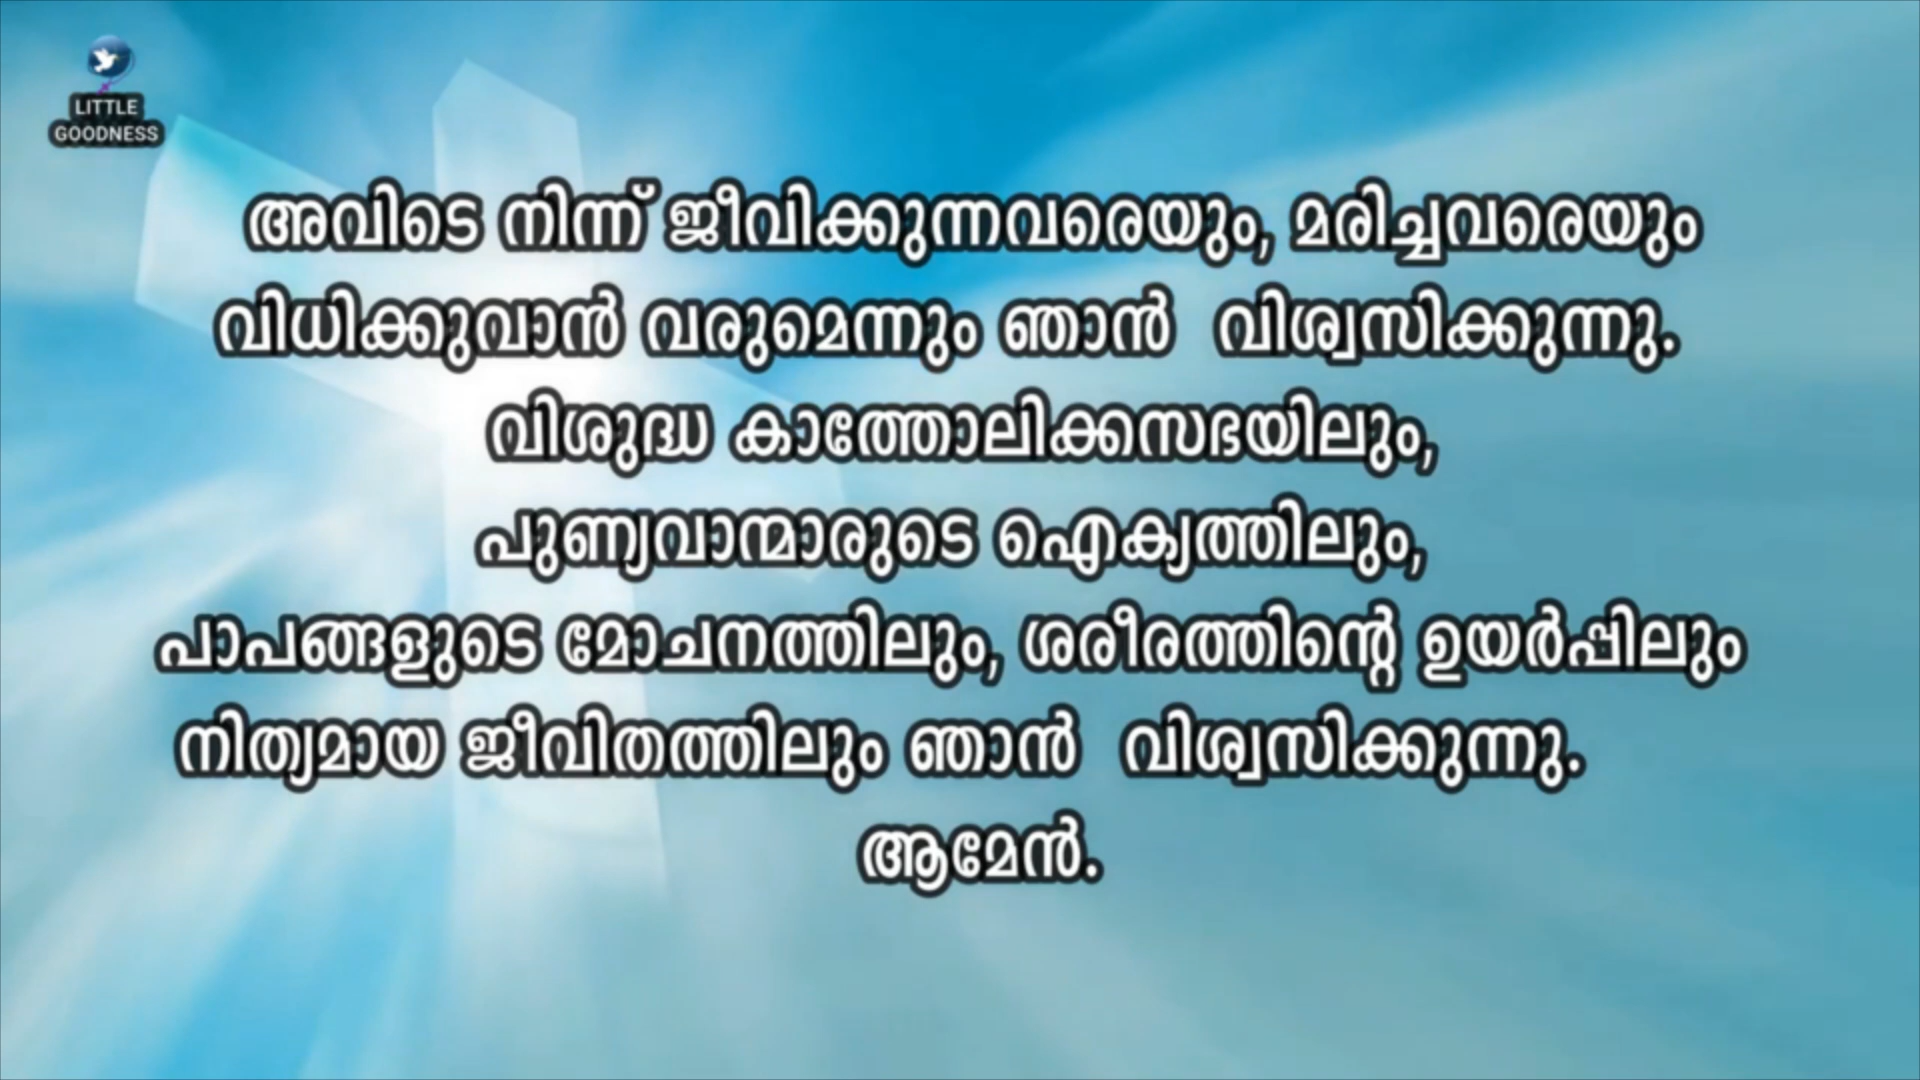 LITTLE
GOODNESS
അവിടെ നിന്ന് ജീവിക്കുന്നവരെയും, മരിച്ചവരെയും
വിധിക്കുവാൻ വരുമെന്നും ഞാൻ വിശ്വസിക്കുന്നു.
വിശുദ്ധ കാത്തോലിക്കസഭയിലും,
പുണ്യവാന്മാരുടെ ഐക്യത്തിലും,
പാപങ്ങളുടെ മോചനത്തിലും, ശരീരത്തിന്റെ ഉയർപ്പിലും
നിത്യമായ ജീവിതത്തിലും ഞാൻ വിശ്വസിക്കുന്നു.
ആമേൻ.